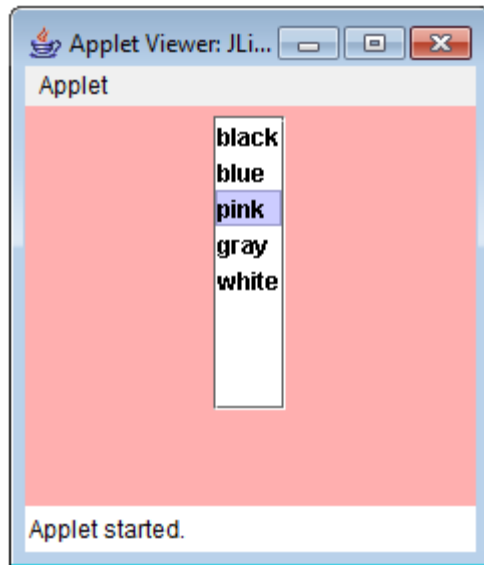 Applet Viewer: JLi...
Applet
black
blue
pink
gray
white
Applet started.